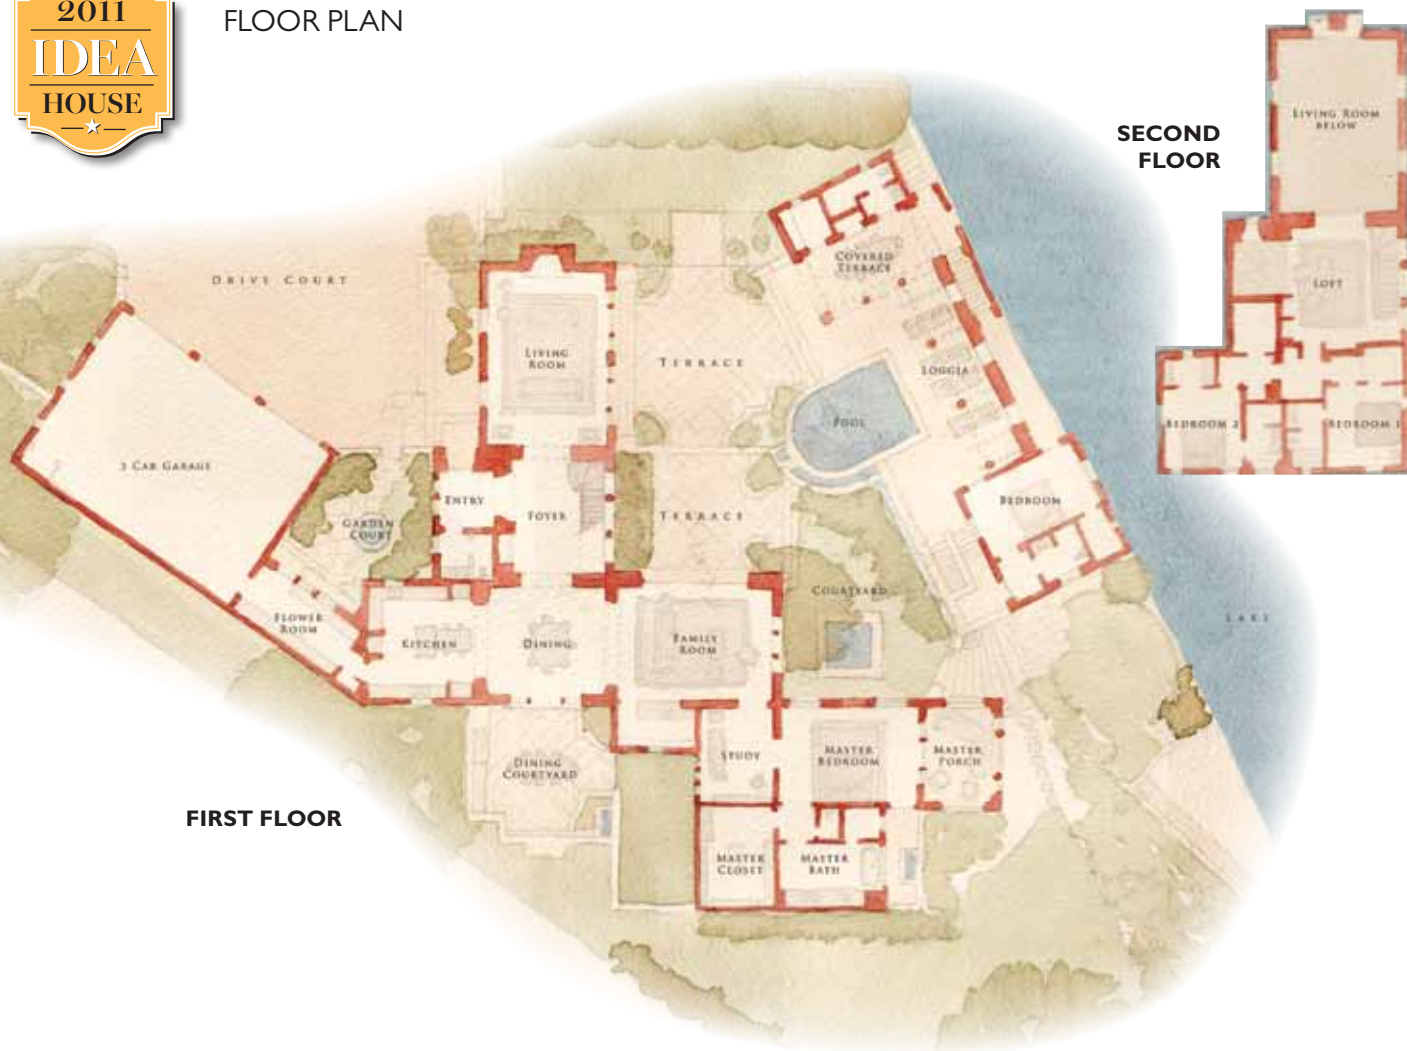 2011
IDEA
HOUSE
FLOOR PLAN
SECOND
FLOOR
LIVING ROOM
BELOW
LOFT
BEDROOM 2
BEDROOM 1
DRIVE COURT
COVERED
TERRACE
LIVING
ROOM
TERRACE
LOGGIA
POOL
3 CAR GARAGE
ENTRY
FOYER
TERRACE
BEDROOM
GARDEN
COURT
COURTYARD
FLOWER
ROOM
KITCHEN
DINING
FAMILY
ROOM
LAKE
DINING
COURTYARD
STUDY
MASTER
BEDROOM
MASTER
PORCH
FIRST FLOOR
MASTER
CLOSET
MASTER
BATH